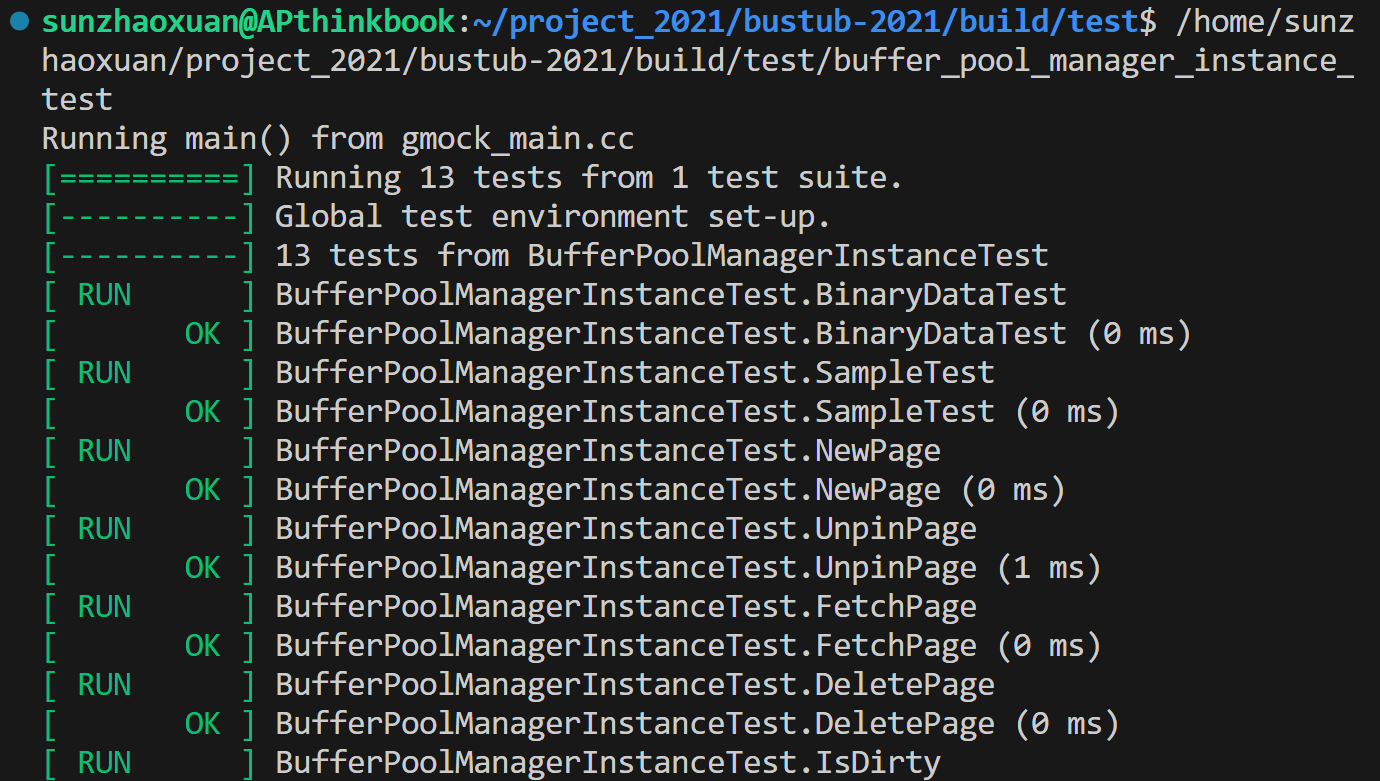 sunzhaoxuan@APthinkbook:~/project_2021/bustub-2021/build/test$ /home/sunz
haoxuan/project_2021/bustub-2021/build/test/buffer_pool_manager_instance_
test
Running main() from gmock_main.cc
[==========] Running 13 tests from 1 test suite.
[----------] Global test environment set-up.
[----------] 13 tests from BufferPoolManagerInstanceTest
[ RUN      ] BufferPoolManagerInstanceTest.BinaryDataTest
[       OK ] BufferPoolManagerInstanceTest.BinaryDataTest (0 ms)
[ RUN      ] BufferPoolManagerInstanceTest.SampleTest
[       OK ] BufferPoolManagerInstanceTest.SampleTest (0 ms)
[ RUN      ] BufferPoolManagerInstanceTest.NewPage
[       OK ] BufferPoolManagerInstanceTest.NewPage (0 ms)
[ RUN      ] BufferPoolManagerInstanceTest.UnpinPage
[       OK ] BufferPoolManagerInstanceTest.UnpinPage (1 ms)
[ RUN      ] BufferPoolManagerInstanceTest.FetchPage
[       OK ] BufferPoolManagerInstanceTest.FetchPage (0 ms)
[ RUN      ] BufferPoolManagerInstanceTest.DeletePage
[       OK ] BufferPoolManagerInstanceTest.DeletePage (0 ms)
[ RUN      ] BufferPoolManagerInstanceTest.IsDirty